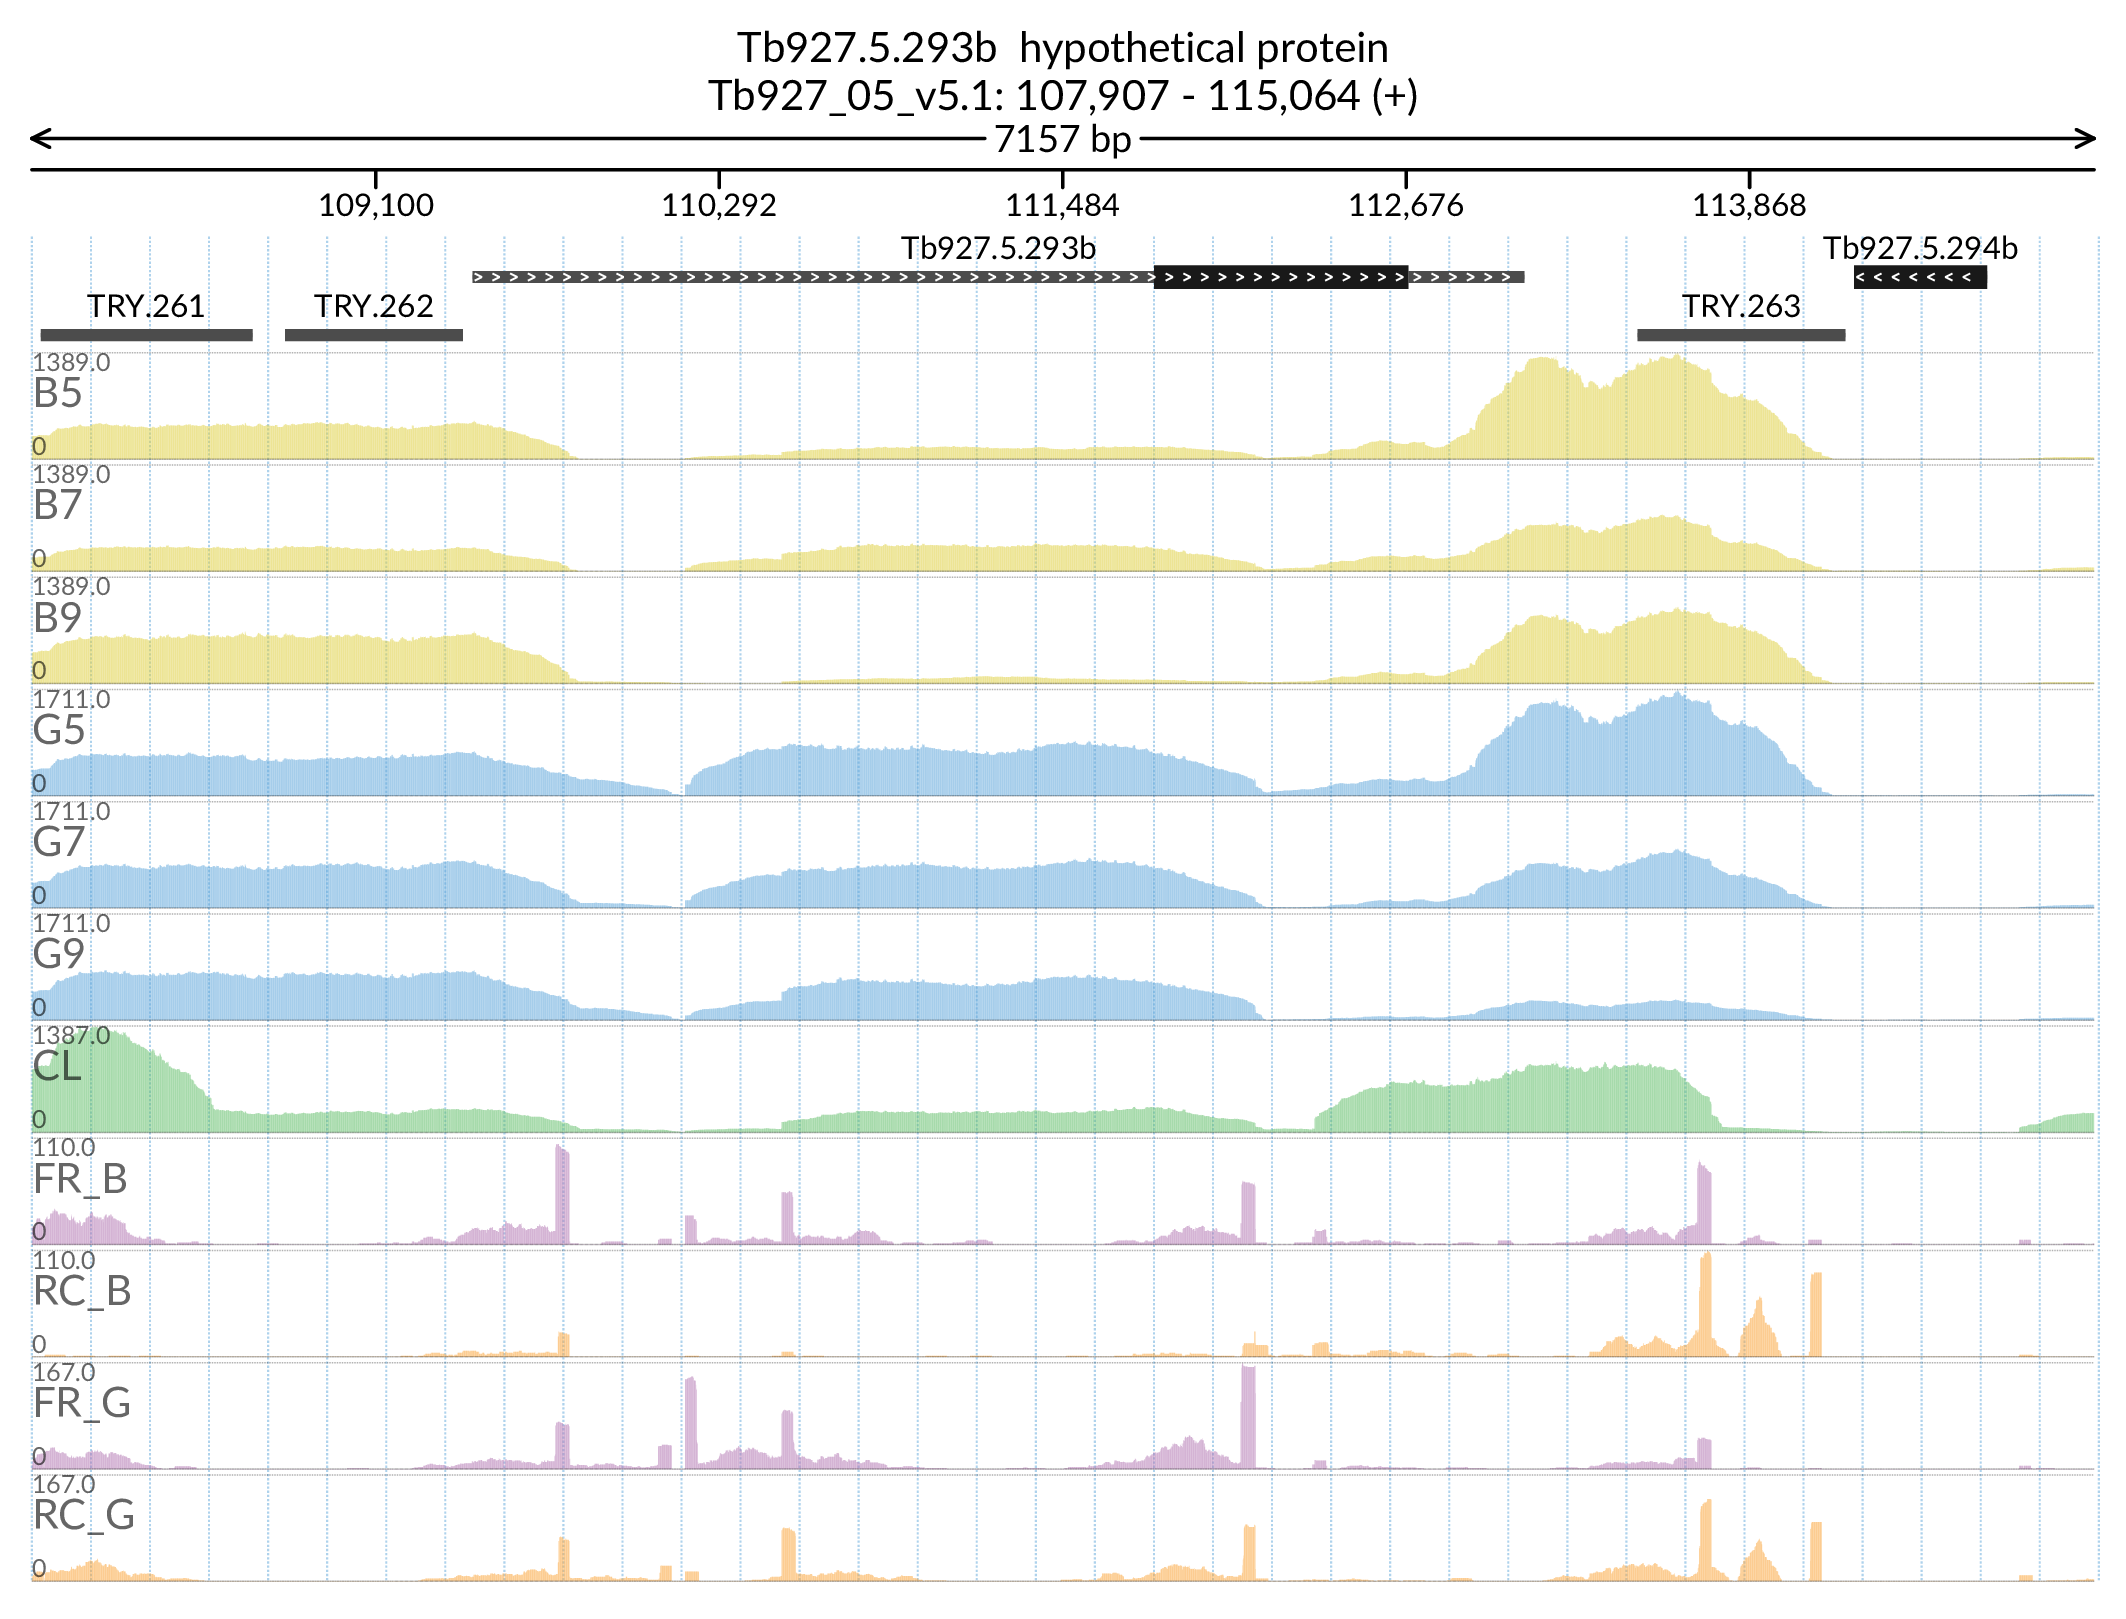 Tb927.5.293b  hypothetical protein
Tb927_05_v5.1: 107,907 - 115,064 (+)
7157 bp
109,100 110,292 111,484 112,676 113,868
Tb927.5.293b Tb927.5.294b
TRY.261 TRY.262 TRY.263
1389.0
B5
0
1389.0
B7
0
1389.0
B9
0
1711.0
G5
0
1711.0
G7
0
1711.0
G9
0
1387.0
CL
0
110.0
FR_B
0
110.0
RC_B
0
167.0
FR_G
0
167.0
RC_G
0